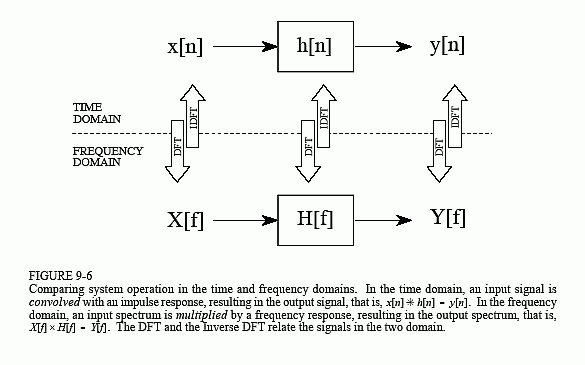 x[n] h[n] y[n]
TIME
DOMAIN
IDFT IDFT IDFT
DFT DFT DFT
FREQUENCY
DOMAIN
X[f] H[f] Y[f]
FIGURE 9-6
Comparing system operation in the time and frequency domains. In the time domain, an input signal is
convolved with an impulse response, resulting in the output signal, that is, x[n] * h[n] = y[n]. In the frequency
domain, an input spectrum is multiplied by a frequency response, resulting in the output spectrum, that is,
X[f] × H[f] = Y[f]. The DFT and the Inverse DFT relate the signals in the two domain.